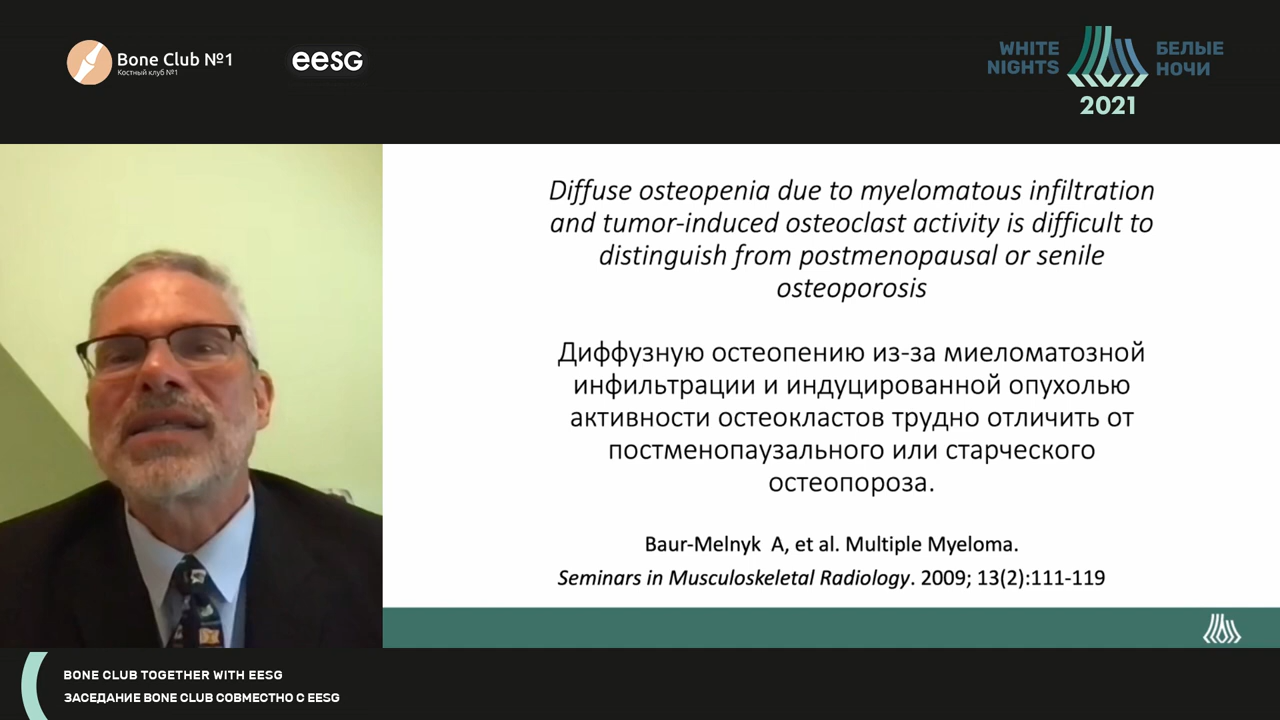 Bone Club №1
Костный клуб №1
eesg
WHITE
NIGHTS
БЕЛЫЕ
НОЧИ
2021
Diffuse osteopenia due to myelomatous infiltration
and tumor-induced osteoclast activity is difficult to
distinguish from postmenopausal or senile
osteoporosis
Диффузную остеопению из-за миеломатозной
инфильтрации и индуцированной опухолью
активности остеокластов трудно отличить от
постменопаузального или старческого
остеопороза.
Baur-Melnyk A, et al. Multiple Myeloma.
Seminars in Musculoskeletal Radiology. 2009; 13(2):111-119
BONE CLUB TOGETHER WITH EESG
ЗАСЕДАНИЕ BONE CLUB СОВМЕСТНО С EESG